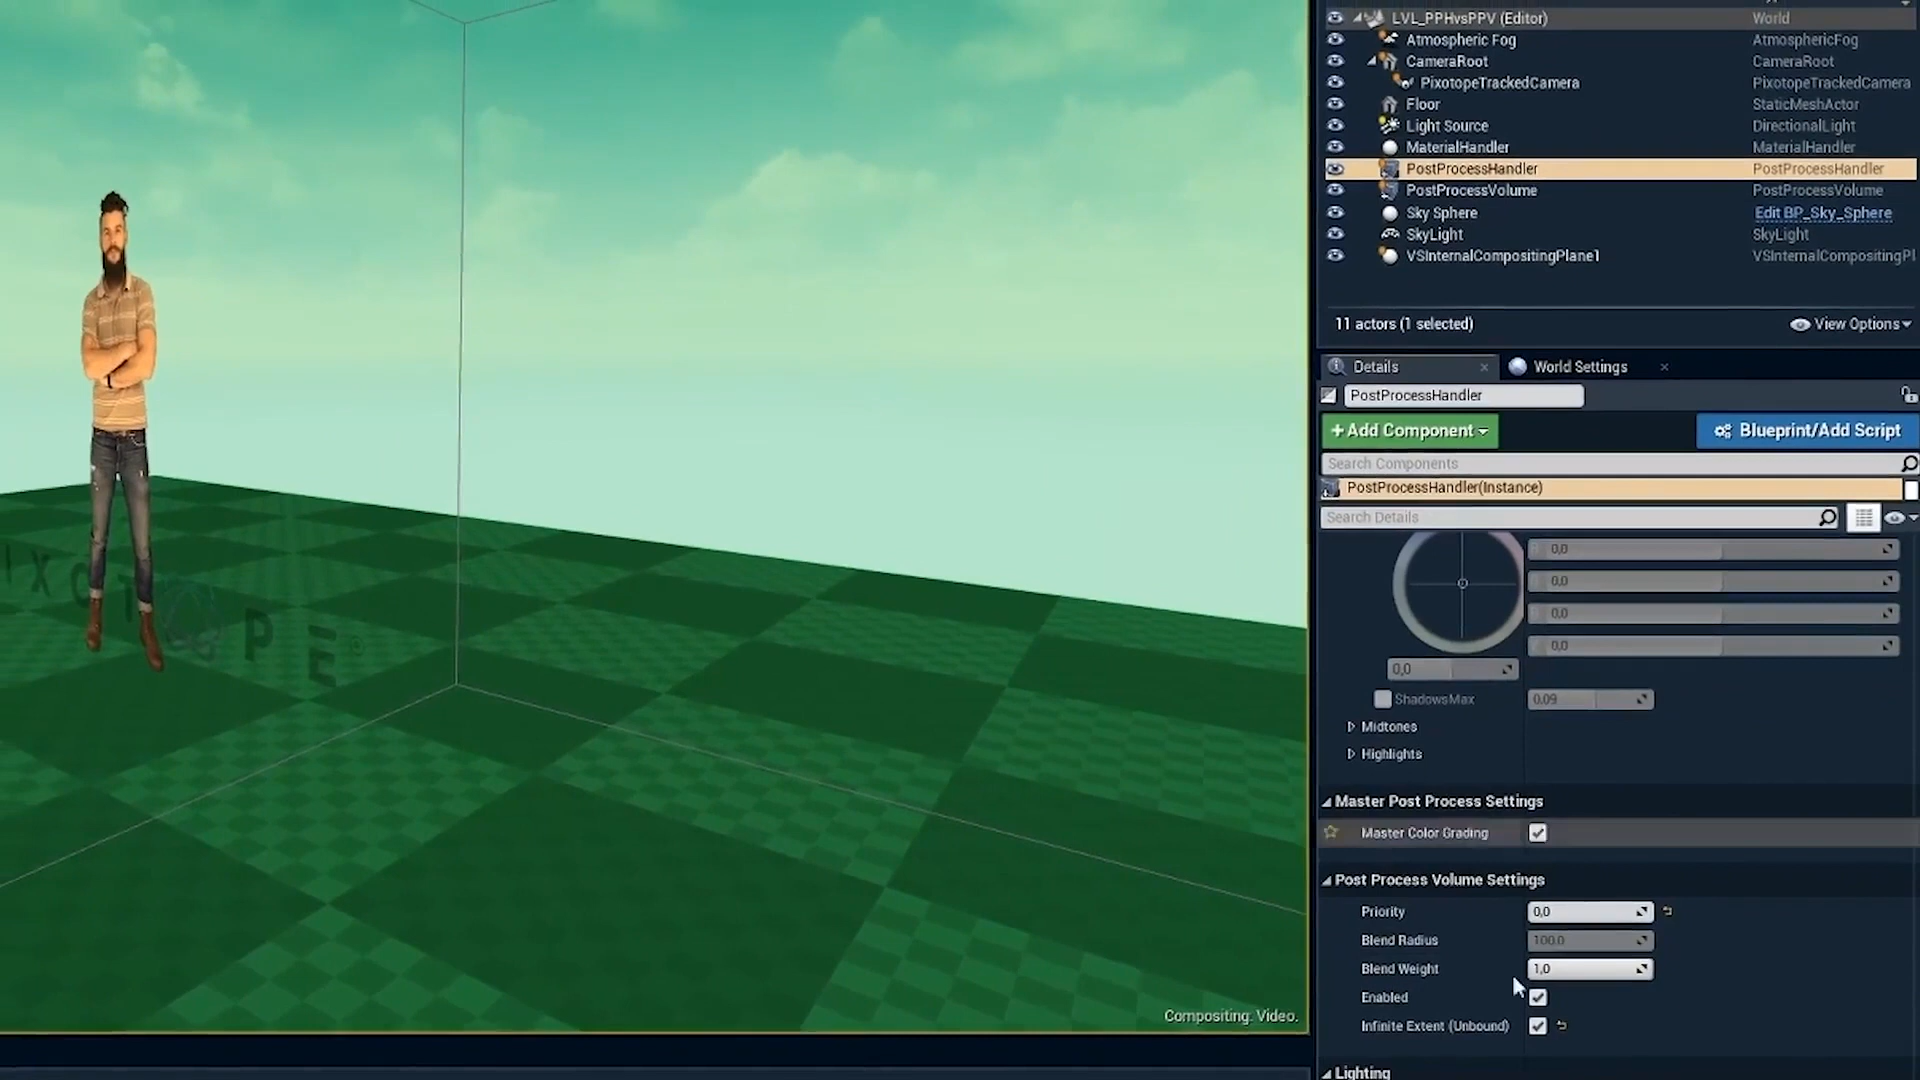 LVL_PPHvsPPV (Editor) World
Atmospheric Fog AtmosphericFog
CameraRoot CameraRoot
PixotopeTrackedCamera PixotopeTrackedCamera
Floor StaticMeshActor
Light Source DirectionalLight
MaterialHandler MaterialHandler
PostProcessHandler PostProcessHandler
PostProcessVolume PostProcessVolume
Sky Sphere Edit BP_Sky_Sphere
SkyLight SkyLight
VSInternalCompositingPlane1 VSInternalCompositingPl
11 actors (1 selected) View Options
Details World Settings
PostProcessHandler
+Add Component Blueprint/Add Script
Search Components
PostProcessHandler(Instance)
Search Details
0,0
0,0
0,0
0,0
0,0
ShadowsMax 0.09
Midtones
Highlights
Master Post Process Settings
Master Color Grading
Post Process Volume Settings
Priority 0,0
Blend Radius 100.0
Blend Weight 1,0
Enabled
Infinite Extent (Unbound)
Lighting
IXOT PE
Compositing: Video.